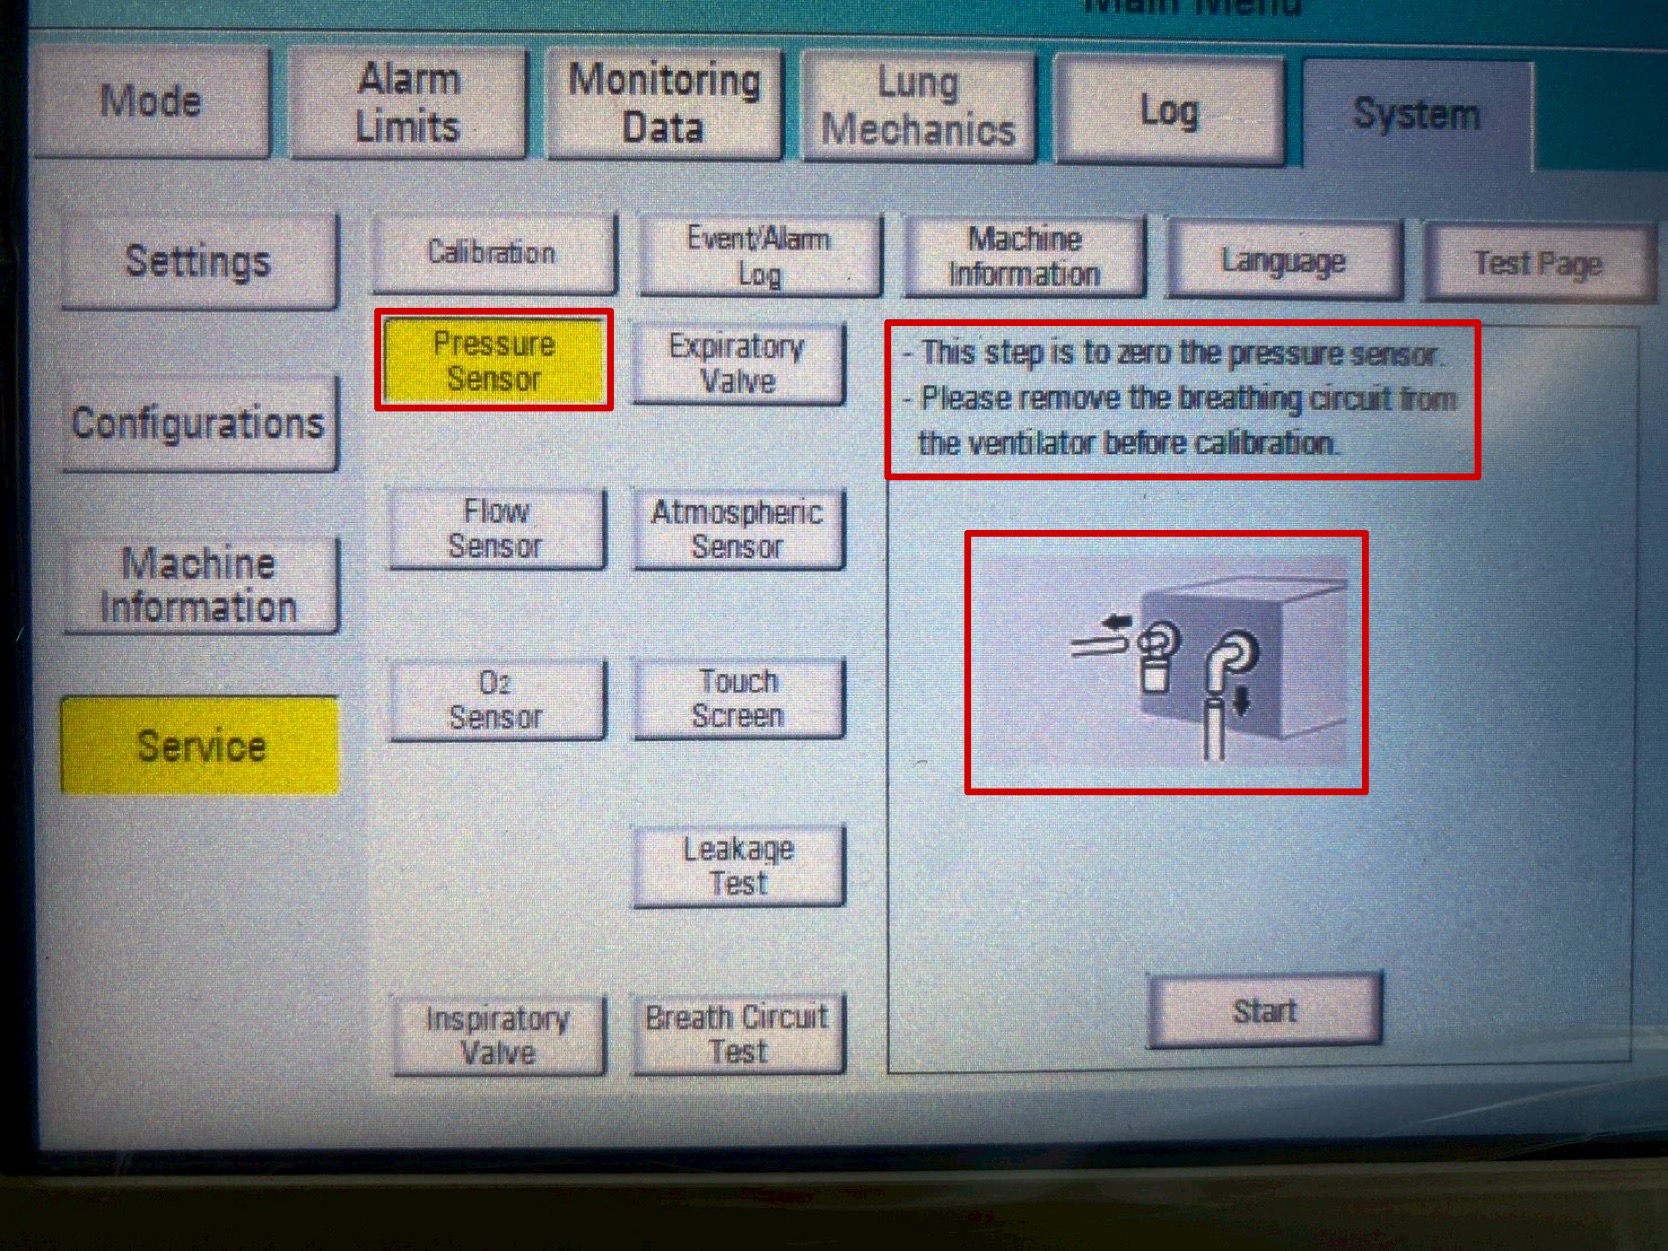 Main Menu
Mode
Alarm
Limits
Monitoring
Data
Lung
Mechanics
Log
System
Settings
Configurations
Machine
Information
Service
Calibration
Event/Alarm
Log
Machine
Information
Language
Test Page
Pressure
Sensor
Expiratory
Valve
Flow
Sensor
Atmospheric
Sensor
O2
Sensor
Touch
Screen
Leakage
Test
Inspiratory
Valve
Breath Circuit
Test
- This step is to zero the pressure sensor.
- Please remove the breathing circuit from
the ventilator before calibration.
Start